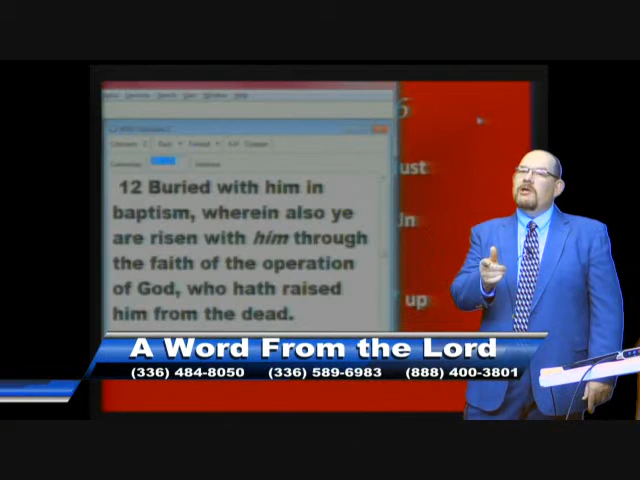 6
ust
Un
up
12 Buried with him in
baptism, wherein also ye
are risen with him through
the faith of the operation
of God, who hath raised
him from the dead.
A Word From the Lord
(336) 484-8050 (336) 589-6983 (888) 400-3801